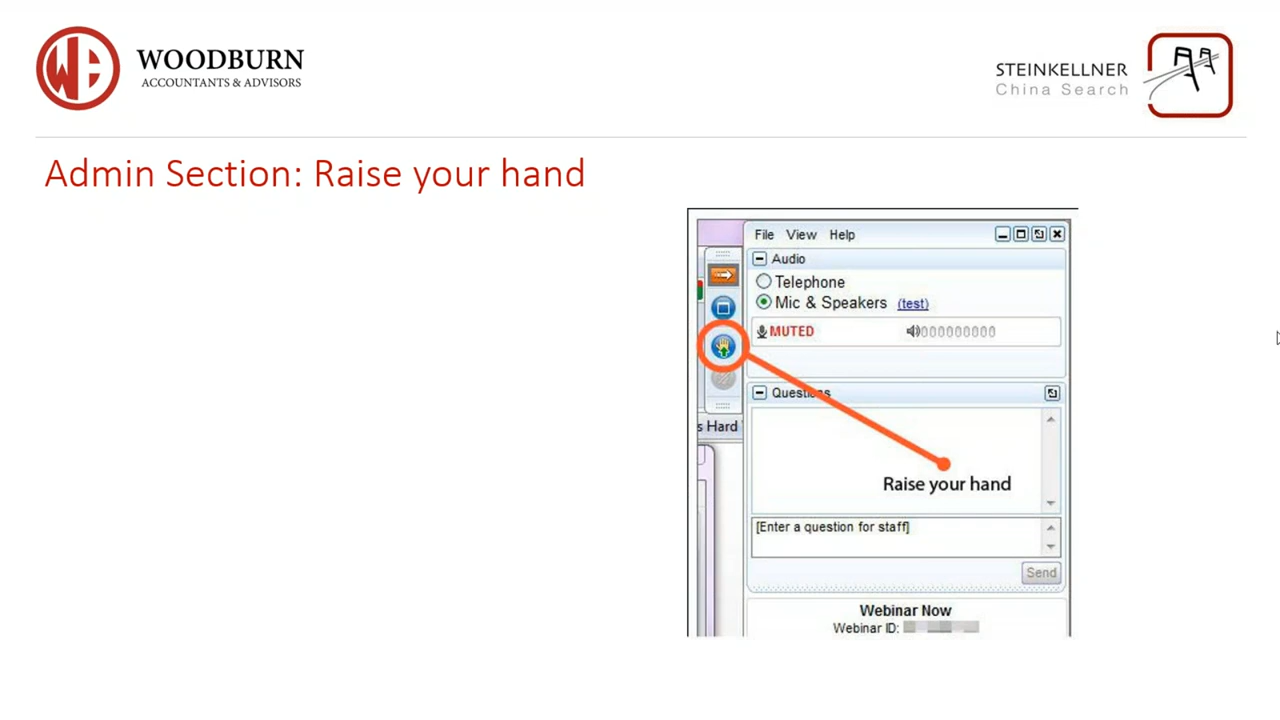 WOODBURN
ACCOUNTANTS & ADVISORS
STEINKELLNER
China Search
Admin Section: Raise your hand
File View Help
Audio
Telephone
Mic & Speakers (test)
MUTED
Questions
s Hard
Raise your hand
[Enter a question for staff]
Send
Webinar Now
Webinar ID: